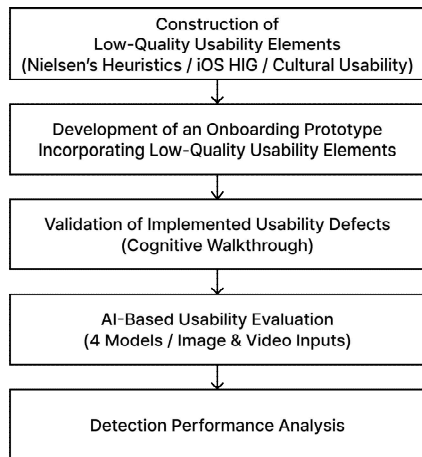 Construction of
Low-Quality Usability Elements
(Nielsen's Heuristics / iOS HIG / Cultural Usability)
Development of an Onboarding Prototype
Incorporating Low-Quality Usability Elements
Validation of Implemented Usability Defects
(Cognitive Walkthrough)
AI-Based Usability Evaluation
(4 Models / Image & Video Inputs)
Detection Performance Analysis